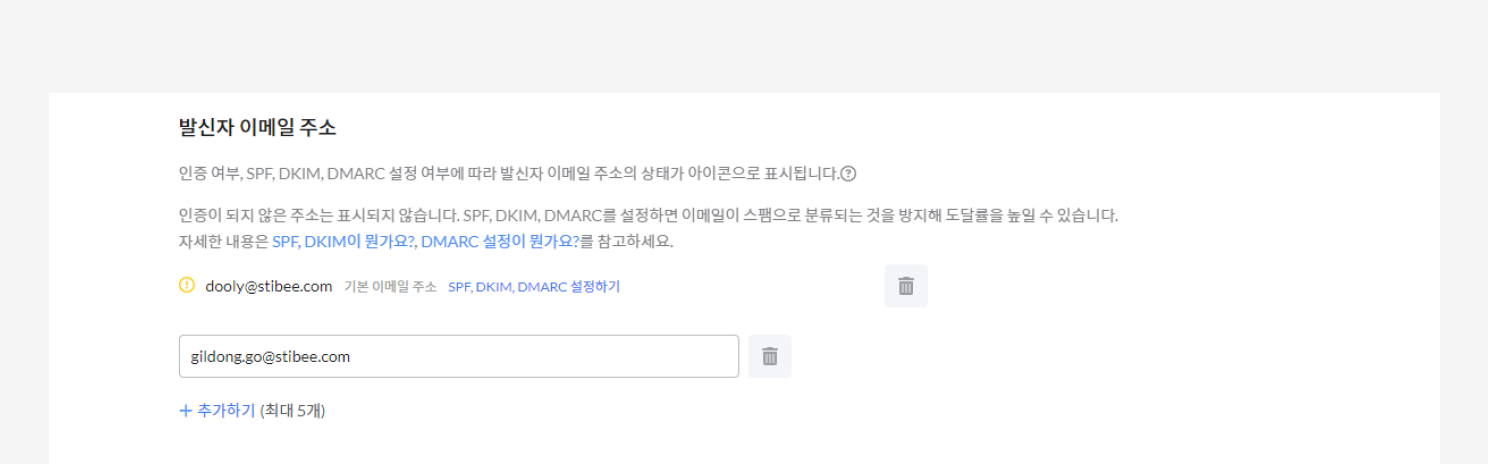 발신자 이메일 주소
인증 여부, SPF, DKIM, DMARC 설정 여부에 따라 발신자 이메일 주소의 상태가 아이콘으로 표시됩니다.
인증이 되지 않은 주소는 표시되지 않습니다. SPF, DKIM, DMARC를 설정하면 이메일이 스팸으로 분류되는 것을 방지해 도달률을 높일 수 있습니다.
자세한 내용은 SPF, DKIM이 뭔가요?, DMARC 설정이 뭔가요?를 참고하세요.
dooly@stibee.com 기본 이메일 주소 SPF, DKIM, DMARC 설정하기
gildong.go@stibee.com
+ 추가하기 (최대 5개)